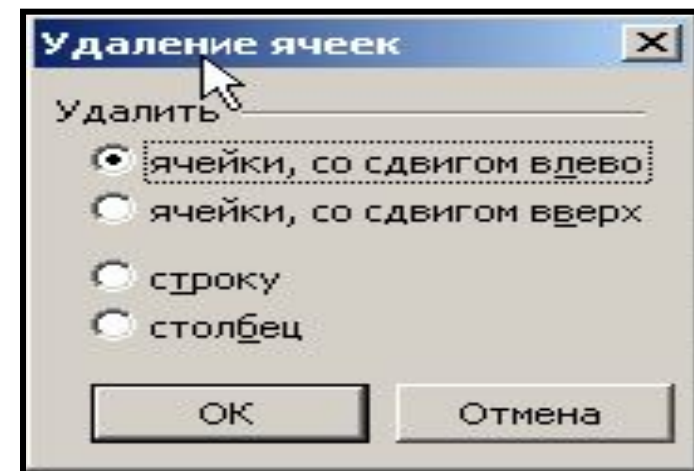 Удаление ячеек
Удалить
ячейки, со сдвигом влево
ячейки, со сдвигом вверх
строку
столбец
ОК
Отмена